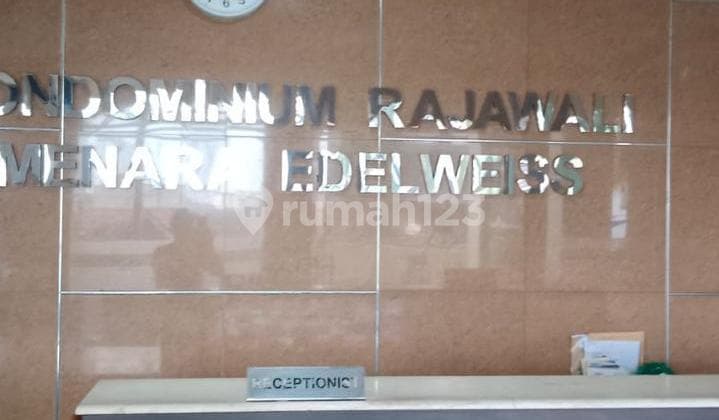 ONDOMINIUM RAJAWALI
MENARA EDELWEISS
rumah123
RECEPTIONIST